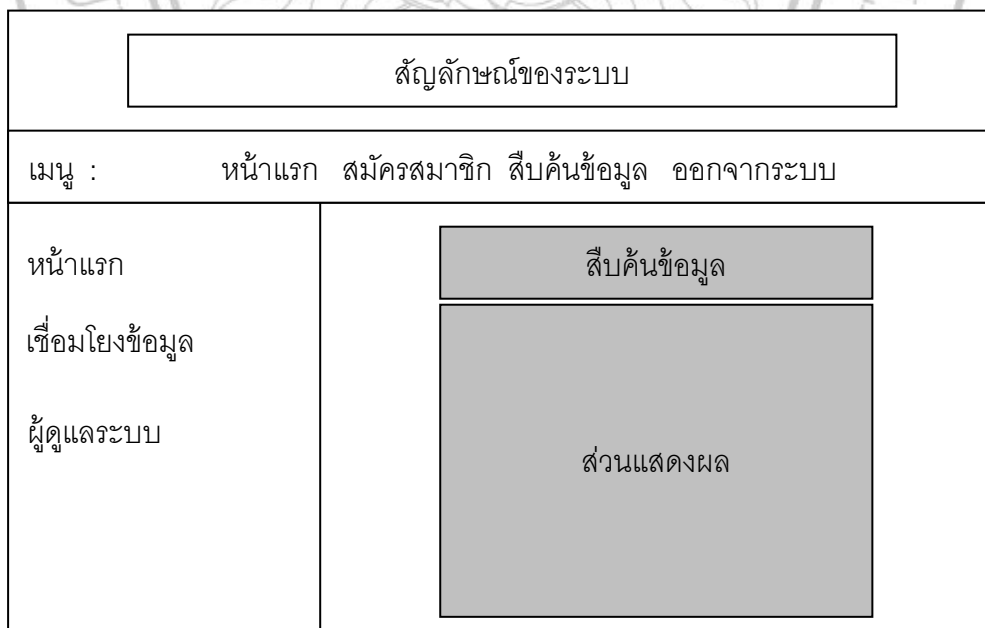 สัญลักษณ์ของระบบ
เมนู : หน้าแรก สมัครสมาชิก สืบค้นข้อมูล ออกจากระบบ
หน้าแรก
เชื่อมโยงข้อมูล
ผู้ดูแลระบบ
สืบค้นข้อมูล
ส่วนแสดงผล